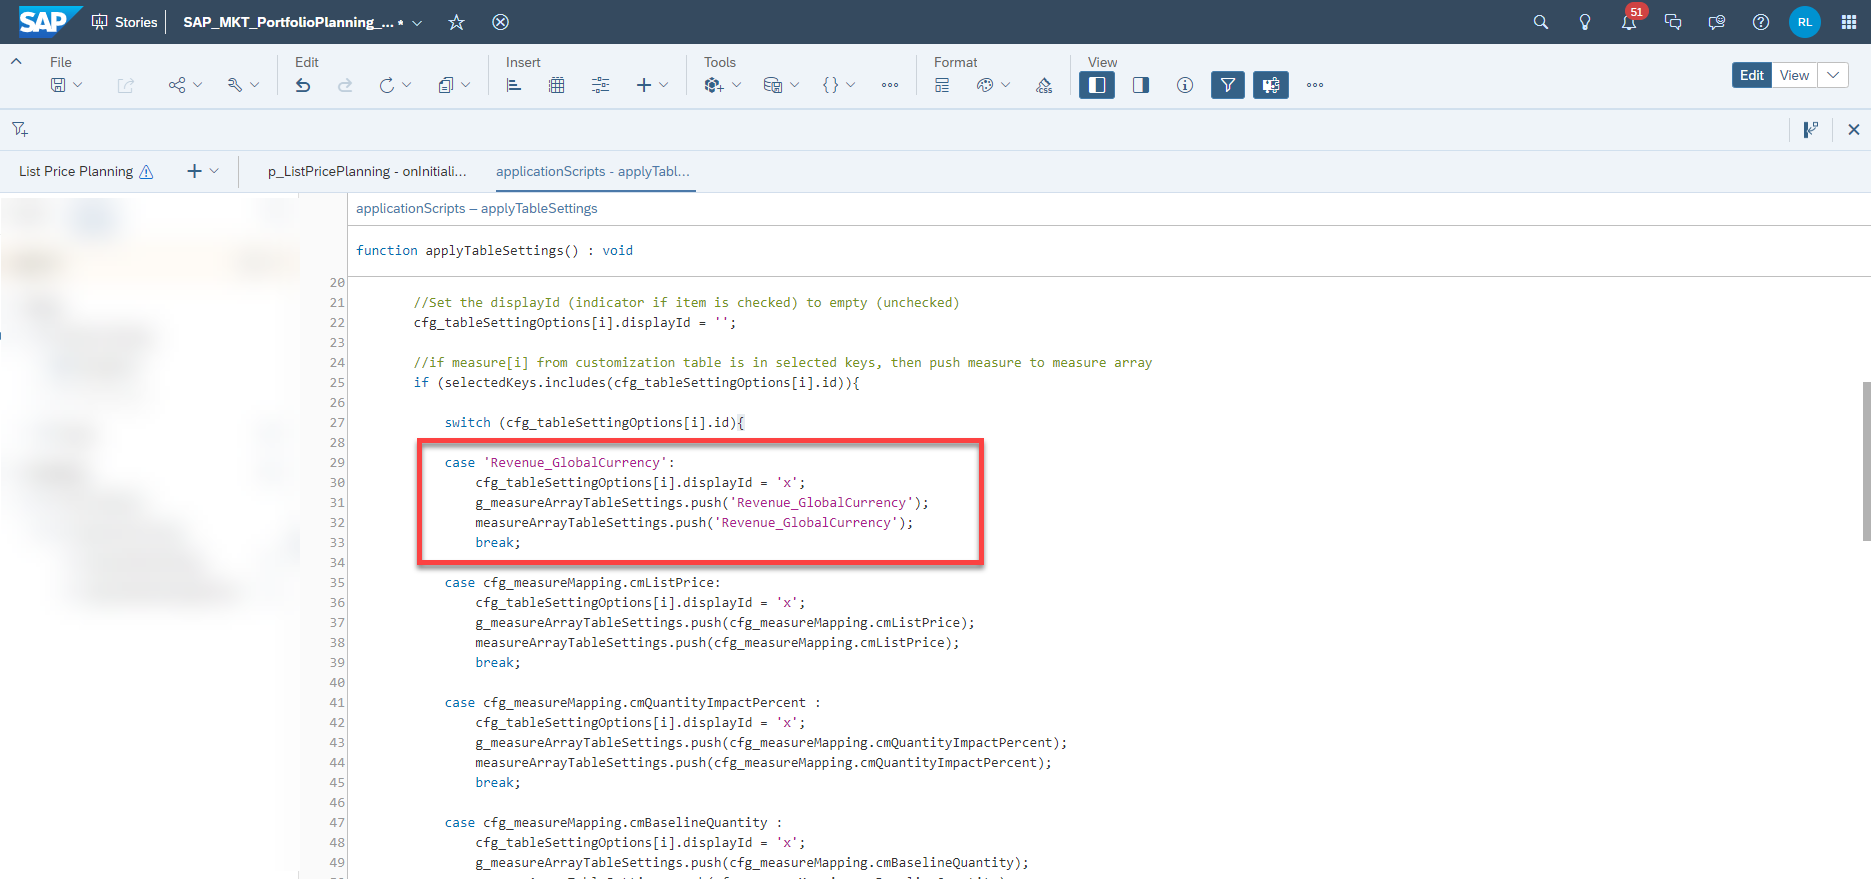 SAP Stories SAP_MKT_PortfolioPlanning_... * 51 RL
File Edit Insert Tools Format View
CSS Edit View
List Price Planning p_ListPricePlanning - onInitiali... applicationScripts - applyTabl...
applicationScripts – applyTableSettings
function applyTableSettings() : void
20
21 //Set the displayId (indicator if item is checked) to empty (unchecked)
22 cfg_tableSettingOptions[i].displayId = '';
23
24 //if measure[i] from customization table is in selected keys, then push measure to measure array
25 if (selectedKeys.includes(cfg_tableSettingOptions[i].id)){
26
27 switch (cfg_tableSettingOptions[i].id){
28
29 case 'Revenue_GlobalCurrency':
30 cfg_tableSettingOptions[i].displayId = 'x';
31 g_measureArrayTableSettings.push('Revenue_GlobalCurrency');
32 measureArrayTableSettings.push('Revenue_GlobalCurrency');
33 break;
34
35 case cfg_measureMapping.cmListPrice:
36 cfg_tableSettingOptions[i].displayId = 'x';
37 g_measureArrayTableSettings.push(cfg_measureMapping.cmListPrice);
38 measureArrayTableSettings.push(cfg_measureMapping.cmListPrice);
39 break;
40
41 case cfg_measureMapping.cmQuantityImpactPercent :
42 cfg_tableSettingOptions[i].displayId = 'x';
43 g_measureArrayTableSettings.push(cfg_measureMapping.cmQuantityImpactPercent);
44 measureArrayTableSettings.push(cfg_measureMapping.cmQuantityImpactPercent);
45 break;
46
47 case cfg_measureMapping.cmBaselineQuantity :
48 cfg_tableSettingOptions[i].displayId = 'x';
49 g_measureArrayTableSettings.push(cfg_measureMapping.cmBaselineQuantity);